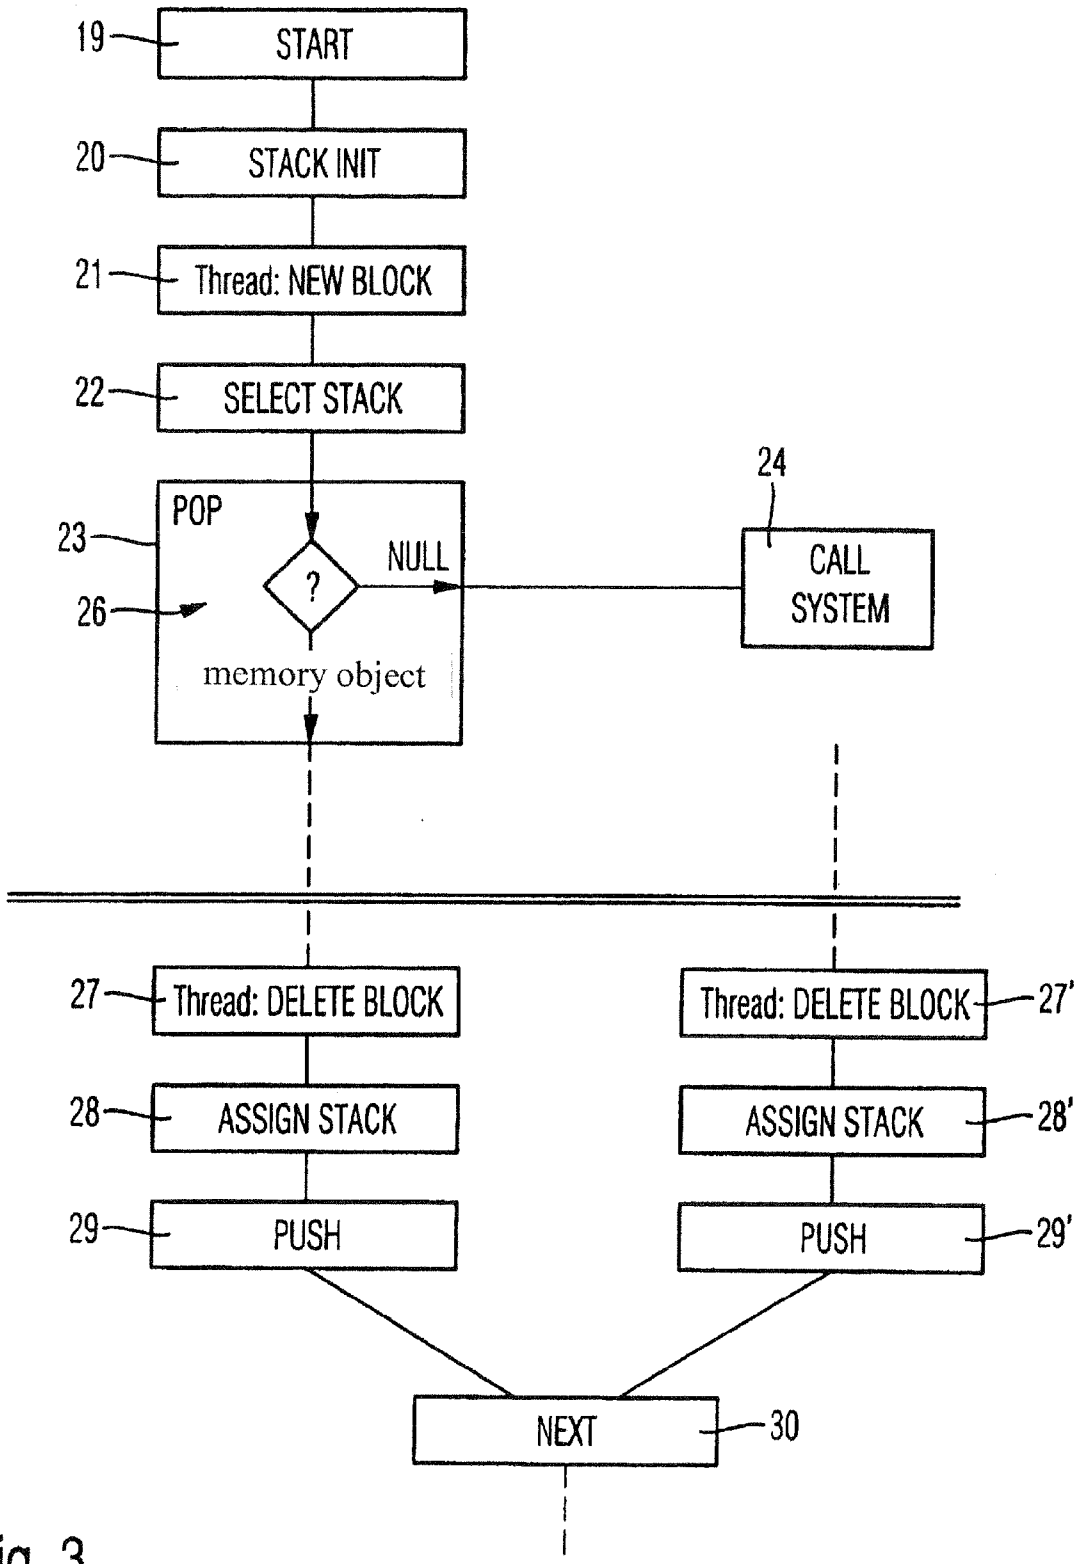 19
START
20
STACK INIT
21
Thread: NEW BLOCK
22
SELECT STACK
24
POP
23
NULL
CALL
SYSTEM
?
26
memory object
27
Thread: DELETE BLOCK
Thread: DELETE BLOCK
27'
28
ASSIGN STACK
ASSIGN STACK
28'
29
PUSH
PUSH
29'
NEXT
30
ig. 3